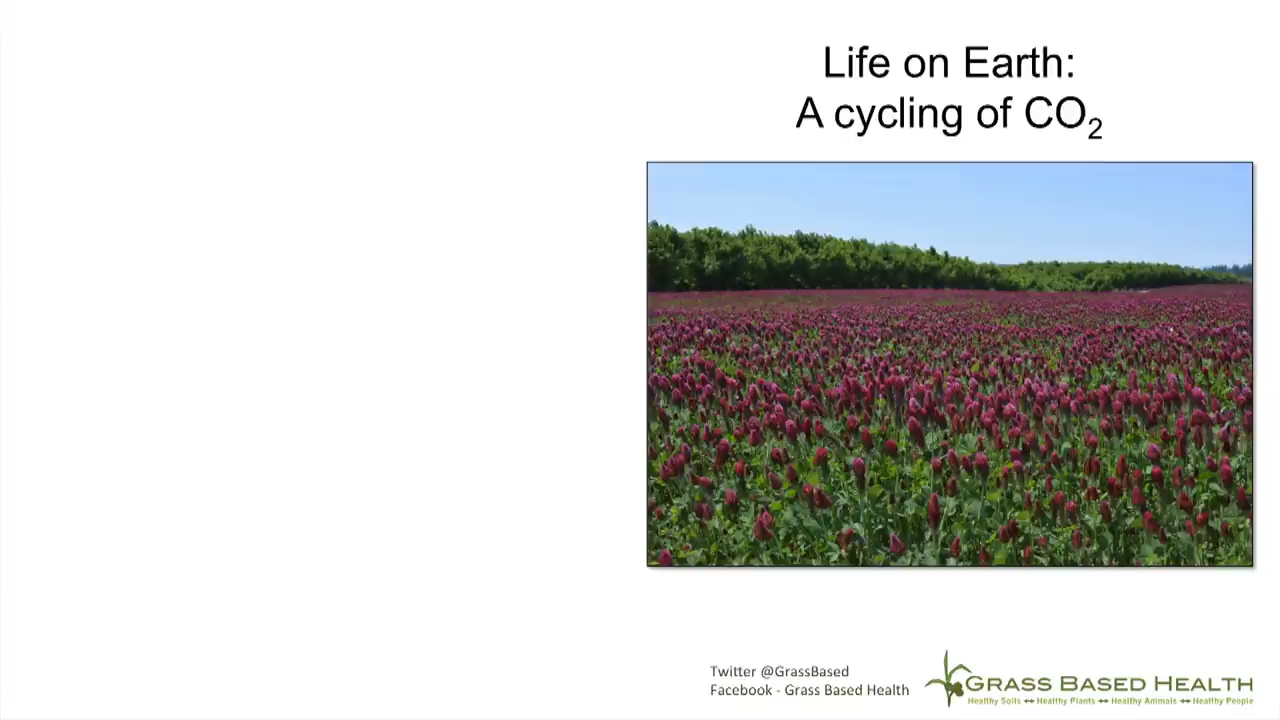 Life on Earth:
A cycling of CO₂
Twitter @GrassBased
Facebook - Grass Based Health
GRASS BASED HEALTH
Healthy Soils ↔ Healthy Plants ↔ Healthy Animals ↔ Healthy People